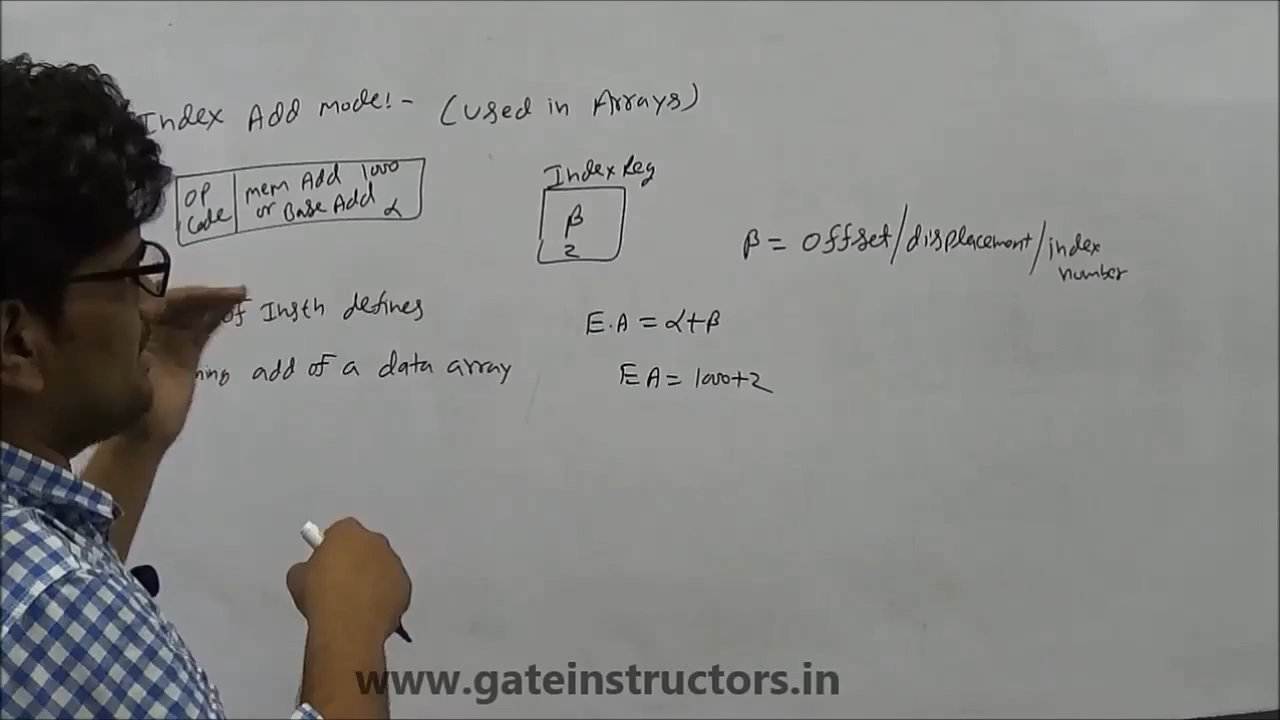 Index Add mode:- (used in Arrays)
OP Code
mem Add 1000
or Base Add α
Index Reg
β
2
β = offset/displacement/index number
of Instn defines
add of a data array
E.A = α+β
EA = 1000+2
www.gateinstructors.in